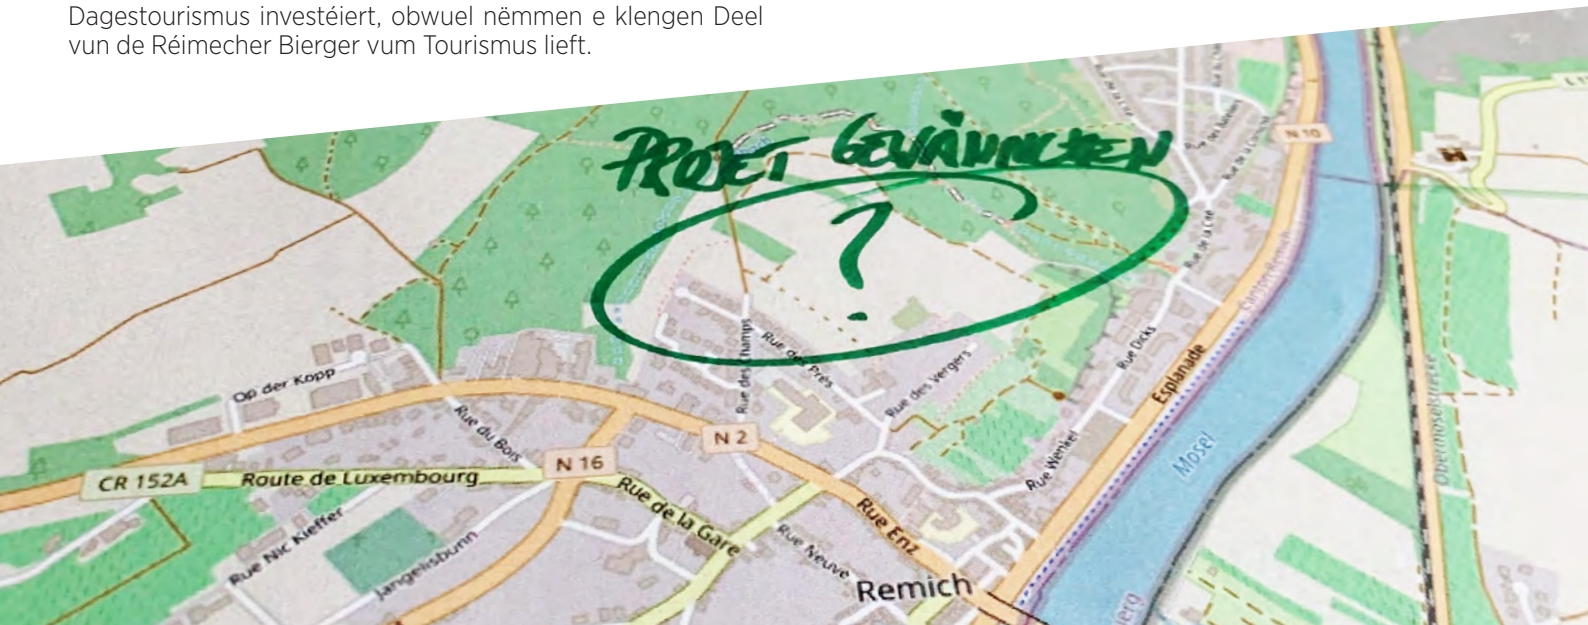 Dagestourismus investéiert, obwuel nëmmen e klengen Deel
vun de Réimecher Bierger vum Tourismus lieft.
PROJET GEWÄNNCHEN
?
N 10
Rue de la Cité
Rue Dicks
Esplanade
Rue des Champs
Rue des Prés
Rue des Vergers
Op der Kopp
Rue du Bois
N 2
N 16
CR 152A
Route de Luxembourg
Rue de la Gare
Rue Enz
Rue Wenkel
Mosel
Obermoselstrecke
Rue Nic Kieffer
Jangelisbunn
Rue Neuve
Remich